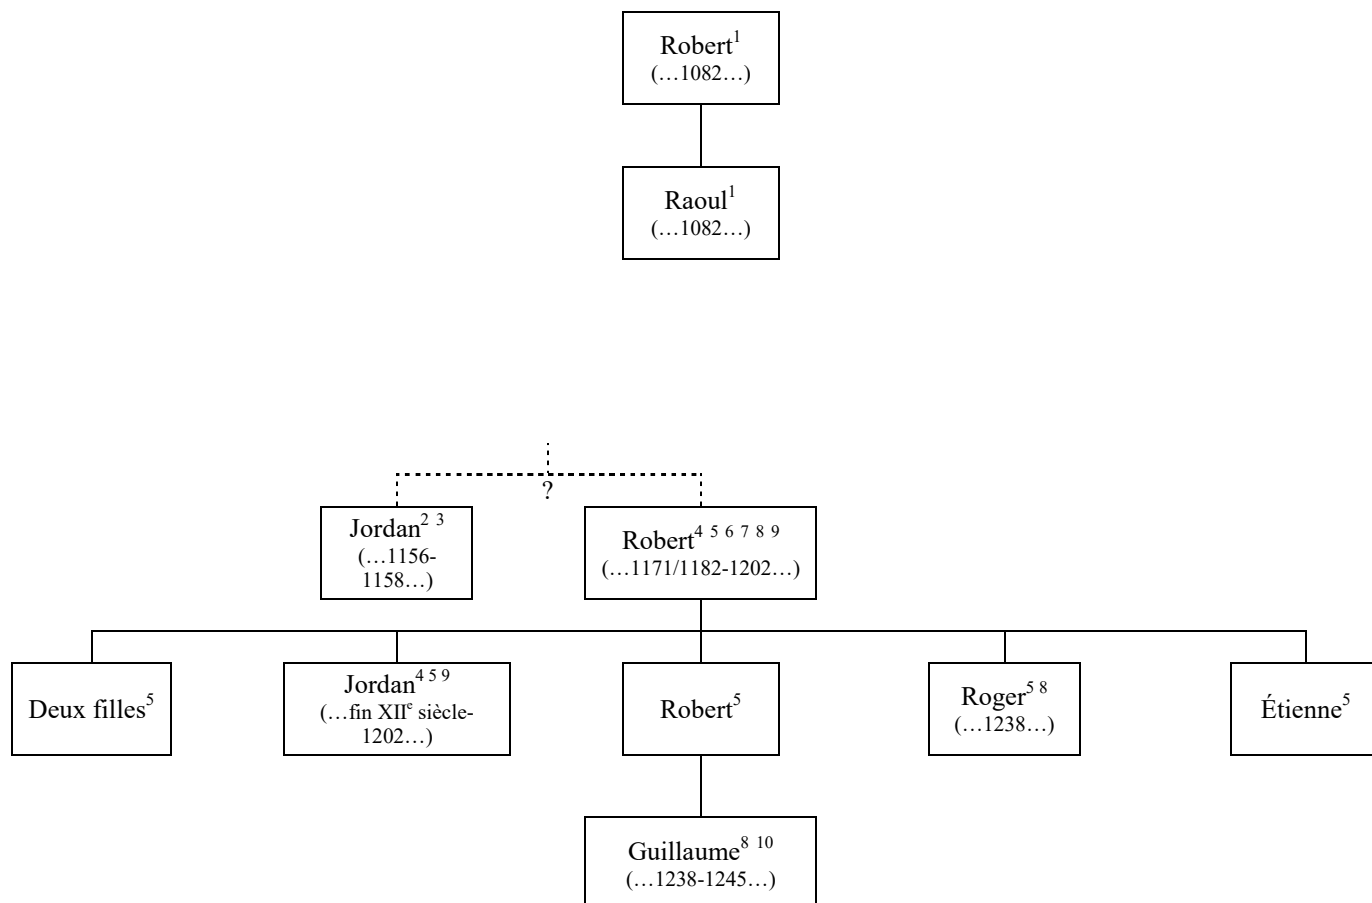 Robert¹
(…1082…)
Raoul¹
(…1082…)
?
Jordan² ³
(…1156-
1158…)
Robert⁴ ⁵ ⁶ ⁷ ⁸ ⁹
(…1171/1182-1202…)
Deux filles⁵
Jordan⁴ ⁵ ⁹
(…fin XIIᵉ siècle-
1202…)
Robert⁵
Roger⁵ ⁸
(…1238…)
Étienne⁵
Guillaume⁸ ¹⁰
(…1238-1245…)